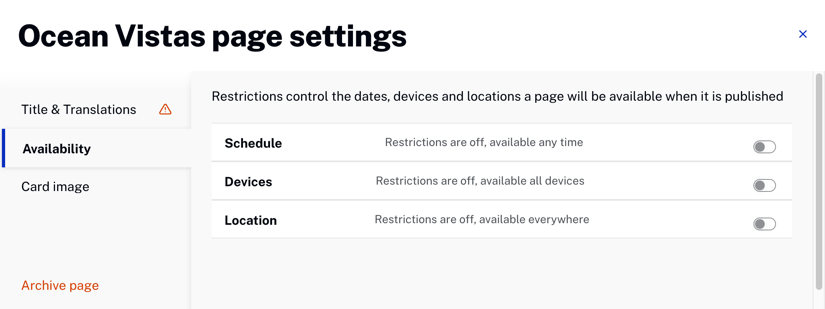 Ocean Vistas page settings
Restrictions control the dates, devices and locations a page will be available when it is published
Title & Translations
Availability
Card image
Archive page
Schedule Restrictions are off, available any time
Devices Restrictions are off, available all devices
Location Restrictions are off, available everywhere